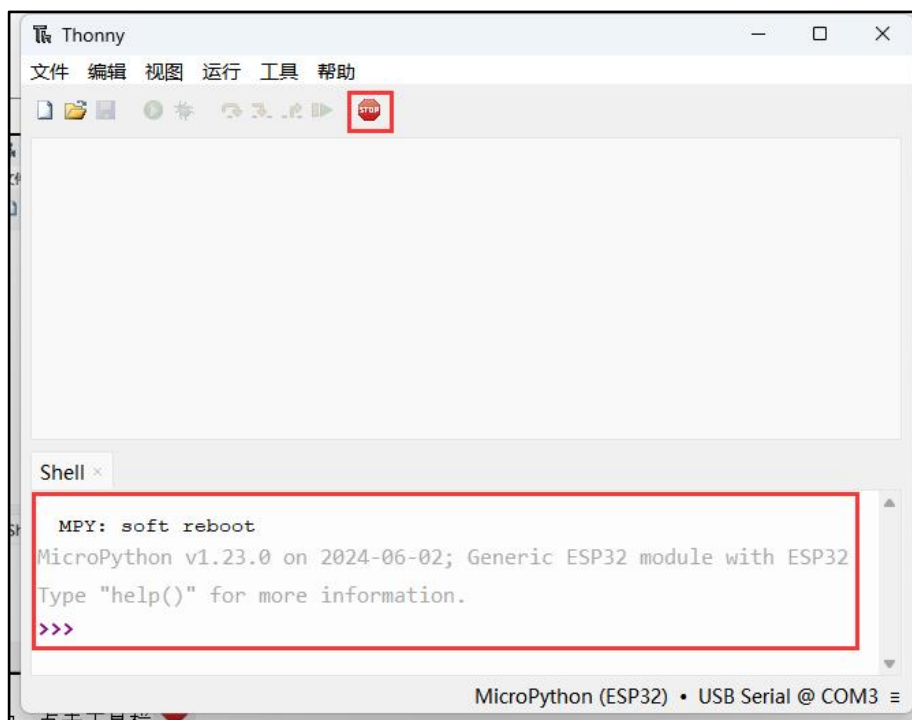 Thonny
文件 编辑 视图 运行 工具 帮助
STOP
Shell
MPY: soft reboot
MicroPython v1.23.0 on 2024-06-02; Generic ESP32 module with ESP32
Type "help()" for more information.
>>>
MicroPython (ESP32) • USB Serial @ COM3 ≡